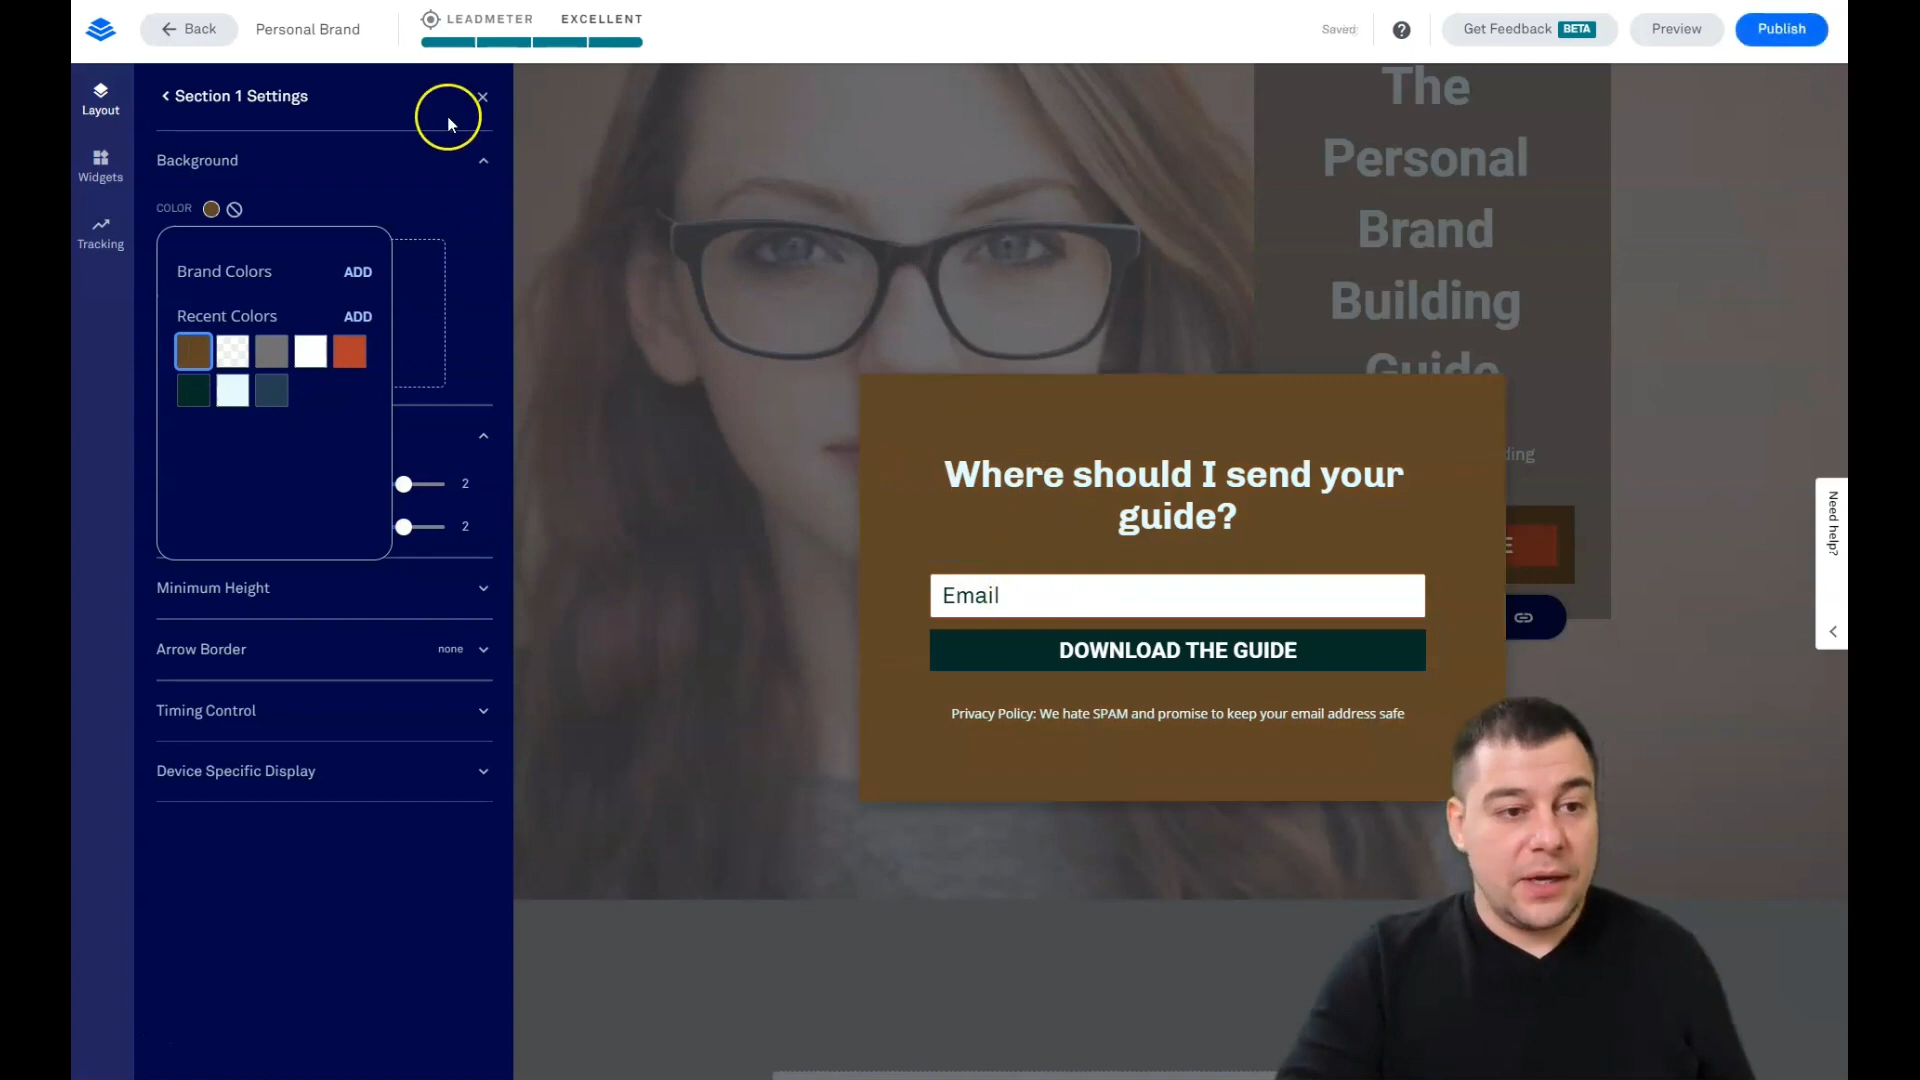 Back
Personal Brand
LEADMETER EXCELLENT
Saved
Get Feedback BETA
Preview
Publish
Layout
Widgets
Tracking
Section 1 Settings
Background
COLOR
Brand Colors ADD
Recent Colors ADD
2
2
Minimum Height
Arrow Border none
Timing Control
Device Specific Display
The
Personal
Brand
Building
Guide
ding
E
Where should I send your
guide?
Email
DOWNLOAD THE GUIDE
Privacy Policy: We hate SPAM and promise to keep your email address safe
Need help?